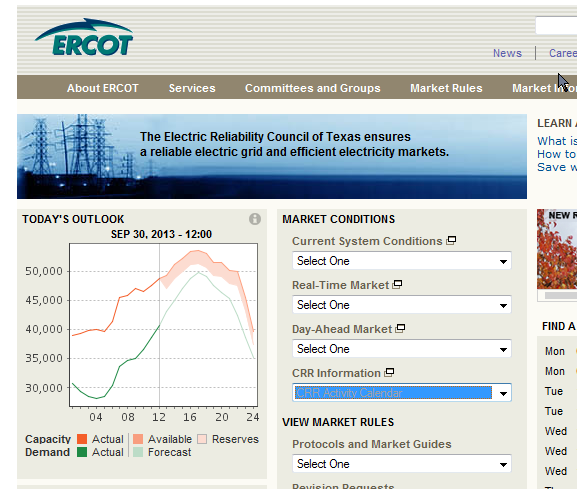 ERCOT
News
About ERCOT
Services
Committees and Groups
Market Rules
Market
The Electric Reliability Council of Texas ensures
a reliable electric grid and efficient electricity markets.
LEARN
What is
How to
Save
TODAY'S OUTLOOK
SEP 30, 2013 - 12:00
50,000
45,000
40,000
35,000
30,000
04 08 12 16 20 24
Capacity Actual Available Reserves
Demand Actual Forecast
MARKET CONDITIONS
Current System Conditions
Select One
Real-Time Market
Select One
Day-Ahead Market
Select One
CRR Information
CRR Activity Calendar
VIEW MARKET RULES
Protocols and Market Guides
Select One
Revision Requests
NEW
FIND A
Mon
Mon
Tue
Tue
Wed
Wed
Wed